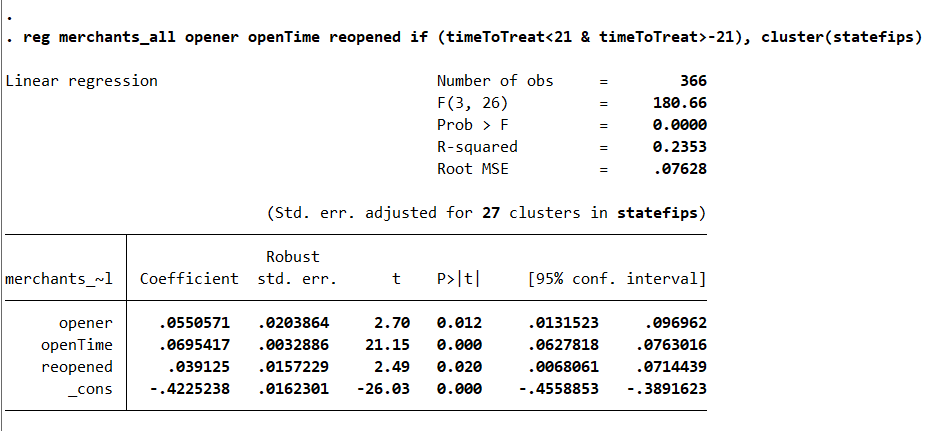 .
. reg merchants_all opener openTime reopened if (timeToTreat<21 & timeToTreat>-21), cluster(statefips)
Linear regression Number of obs = 366
F(3, 26) = 180.66
Prob > F = 0.0000
R-squared = 0.2353
Root MSE = .07628
(Std. err. adjusted for 27 clusters in statefips)
Robust
merchants_~l Coefficient std. err. t P>|t| [95% conf. interval]
opener .0550571 .0203864 2.70 0.012 .0131523 .096962
openTime .0695417 .0032886 21.15 0.000 .0627818 .0763016
reopened .039125 .0157229 2.49 0.020 .0068061 .0714439
_cons -.4225238 .0162301 -26.03 0.000 -.4558853 -.3891623